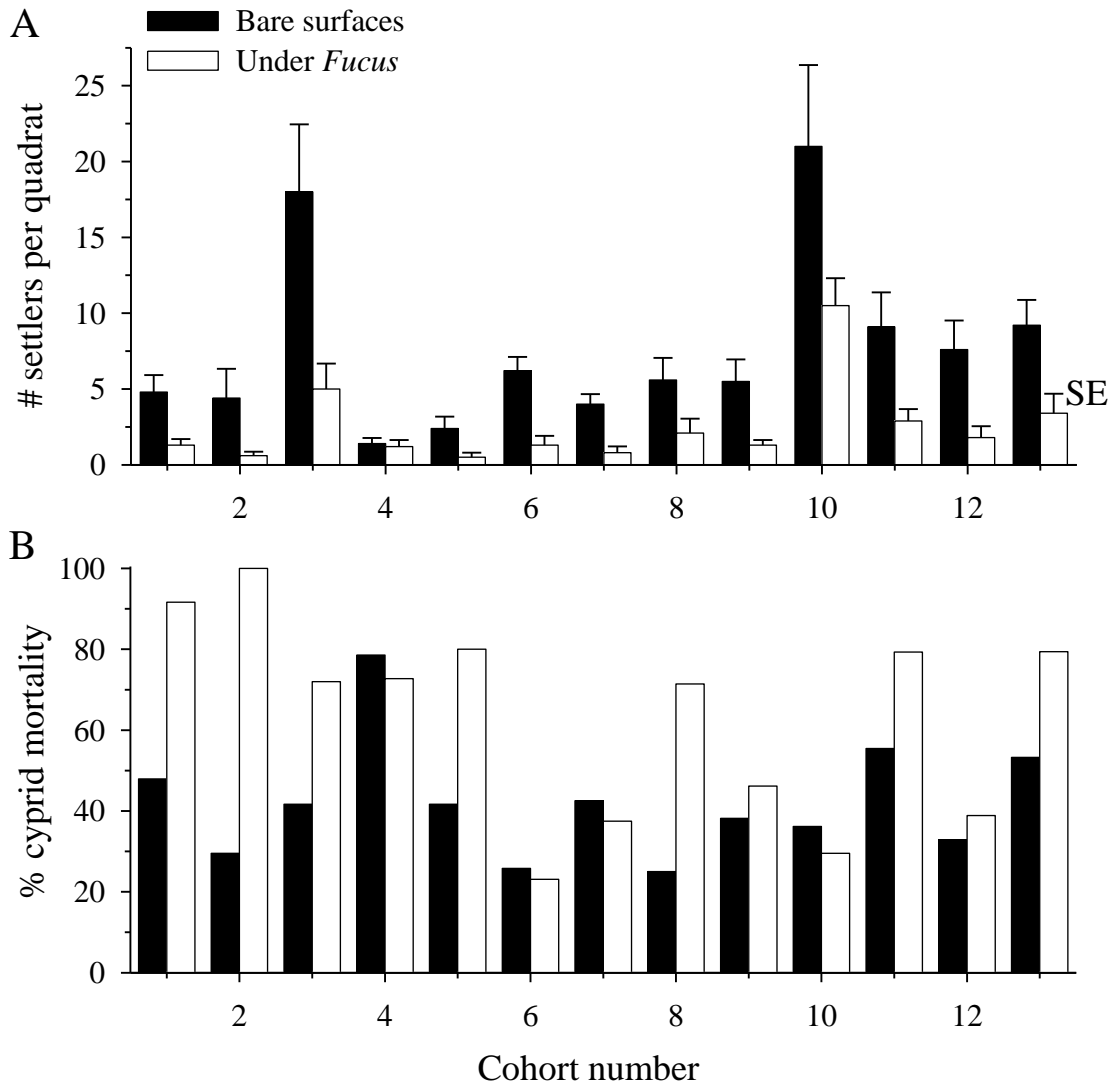 A
Bare surfaces
Under Fucus
# settlers per quadrat
25
20
15
10
5
0
SE
2 4 6 8 10 12
B
% cyprid mortality
100
80
60
40
20
0
2 4 6 8 10 12
Cohort number